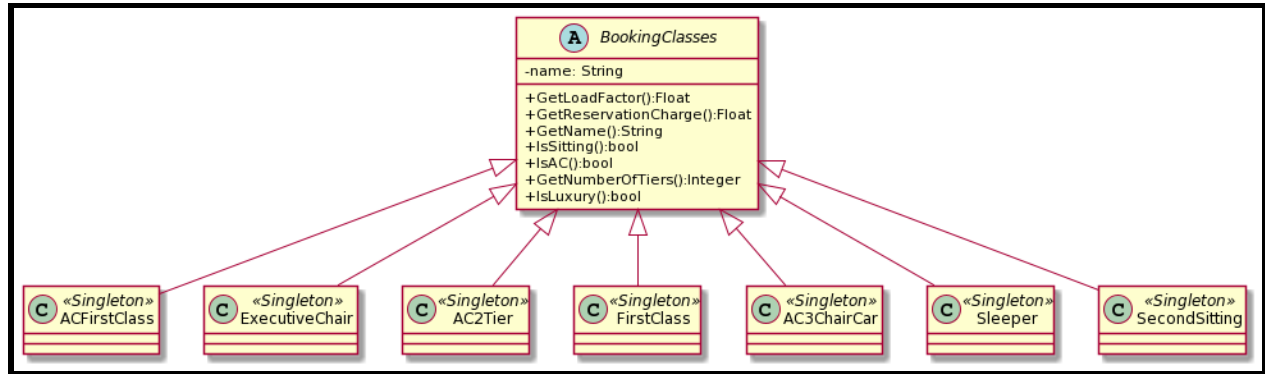 A BookingClasses
-name: String
+GetLoadFactor():Float
+GetReservationCharge():Float
+GetName():String
+IsSitting():bool
+IsAC():bool
+GetNumberOfTiers():Integer
+IsLuxury():bool
C «Singleton»
ACFirstClass
C «Singleton»
ExecutiveChair
C «Singleton»
AC2Tier
C «Singleton»
FirstClass
C «Singleton»
AC3ChairCar
C «Singleton»
Sleeper
C «Singleton»
SecondSitting